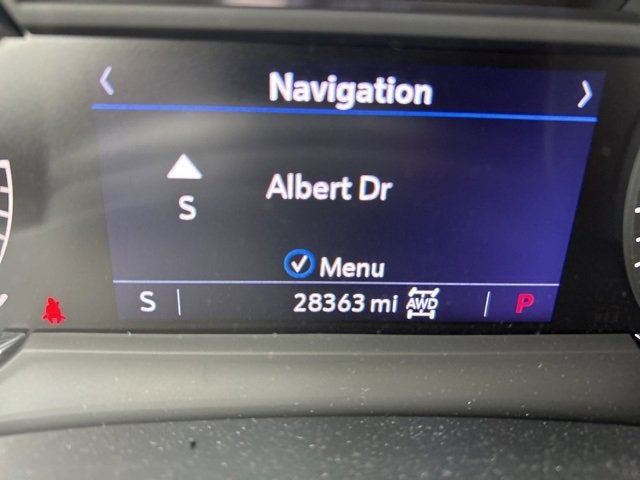 Navigation
Albert Dr
S
Menu
S 28363 mi AWD P